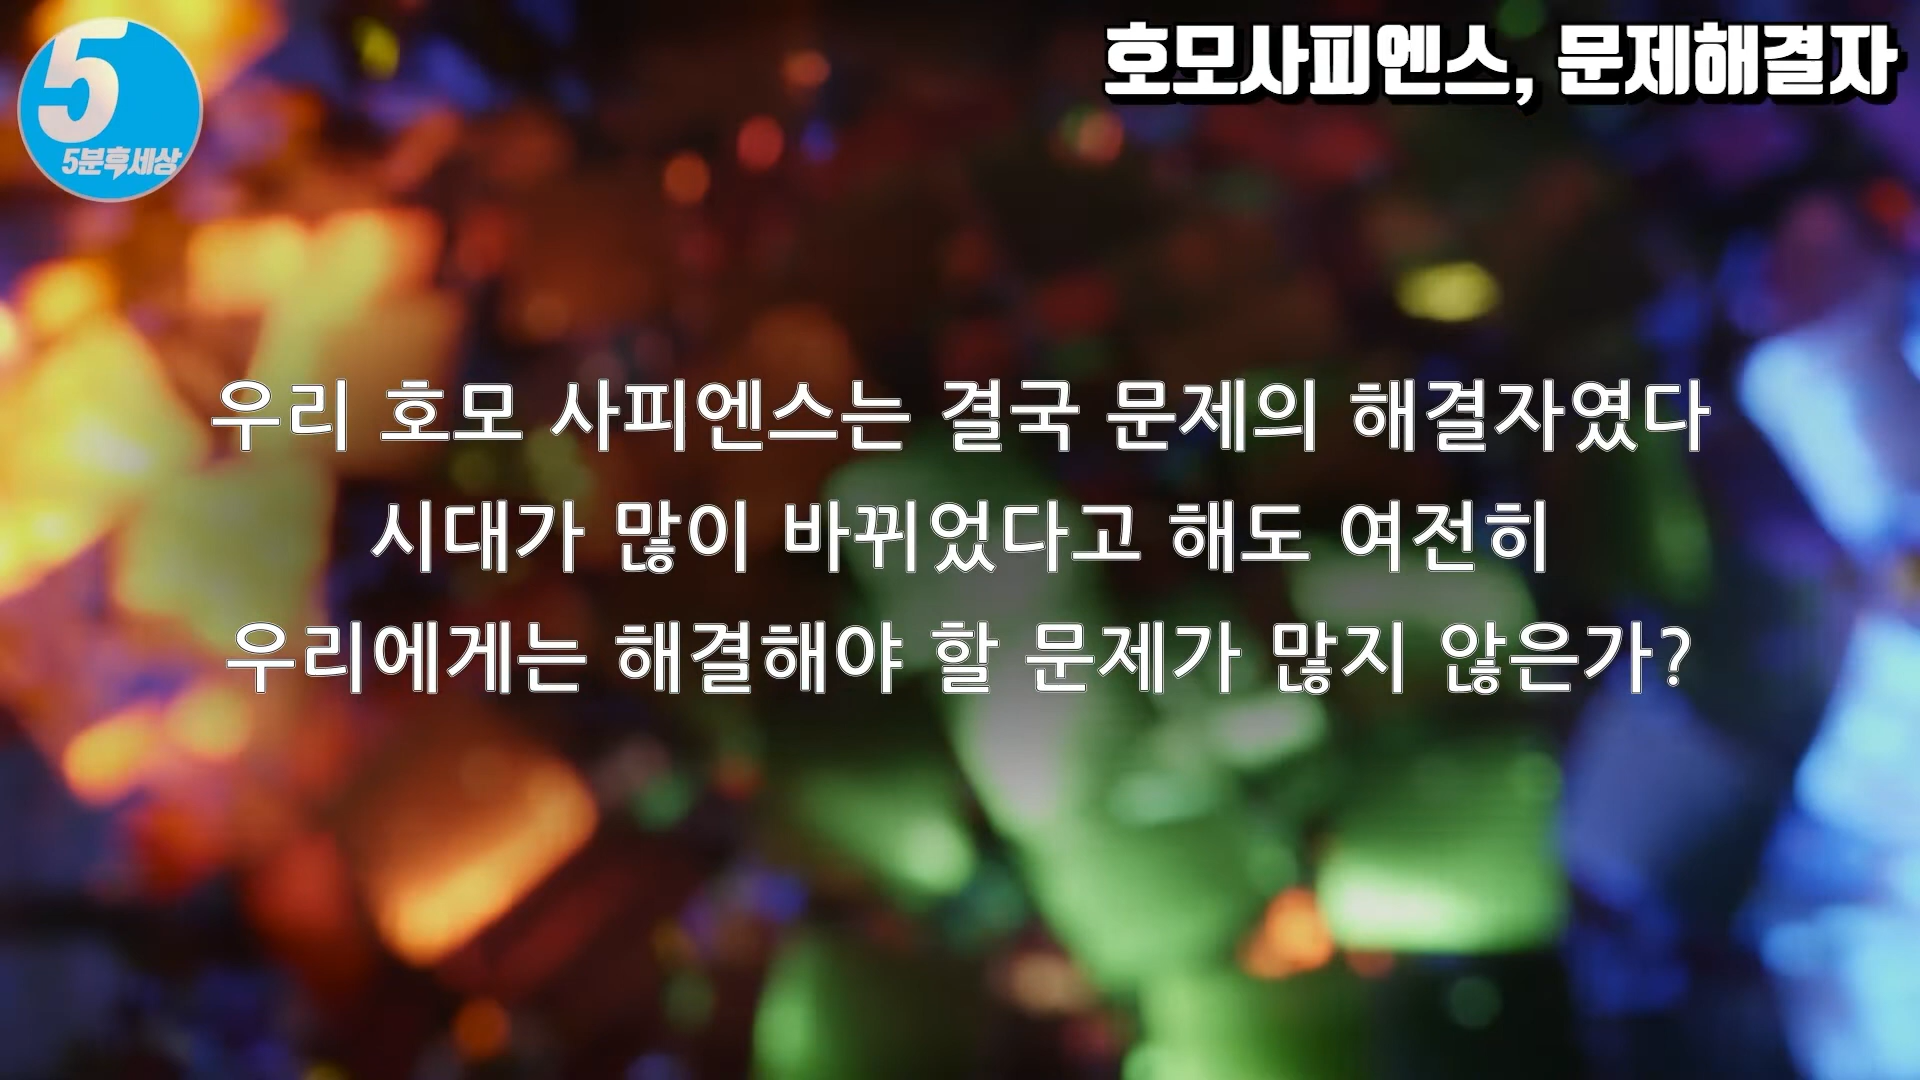 5
5분후세상
호모사피엔스, 문제해결자
우리 호모 사피엔스는 결국 문제의 해결자였다
시대가 많이 바뀌었다고 해도 여전히
우리에게는 해결해야 할 문제가 많지 않은가?